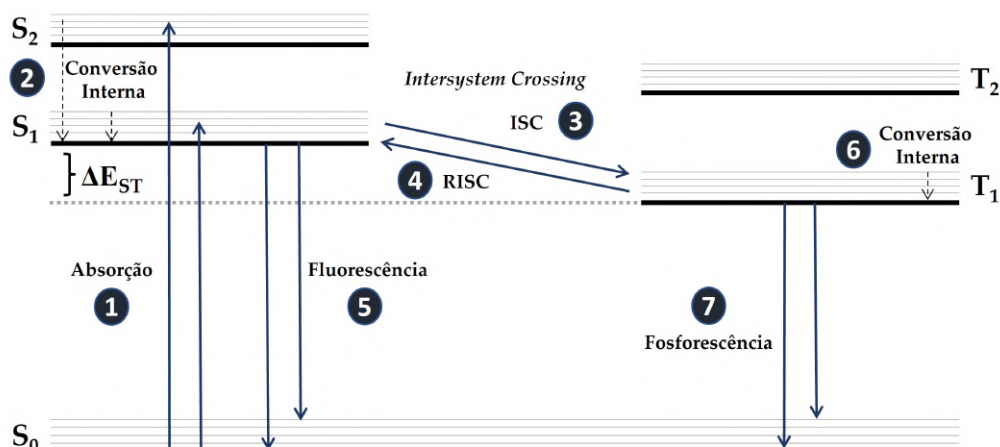 S2
2
Conversão
Interna
S1
ΔEST
Intersystem Crossing
ISC
3
4
RISC
T2
6
Conversão
Interna
T1
Absorção
1
Fluorescência
5
7
Fosforescência
S0